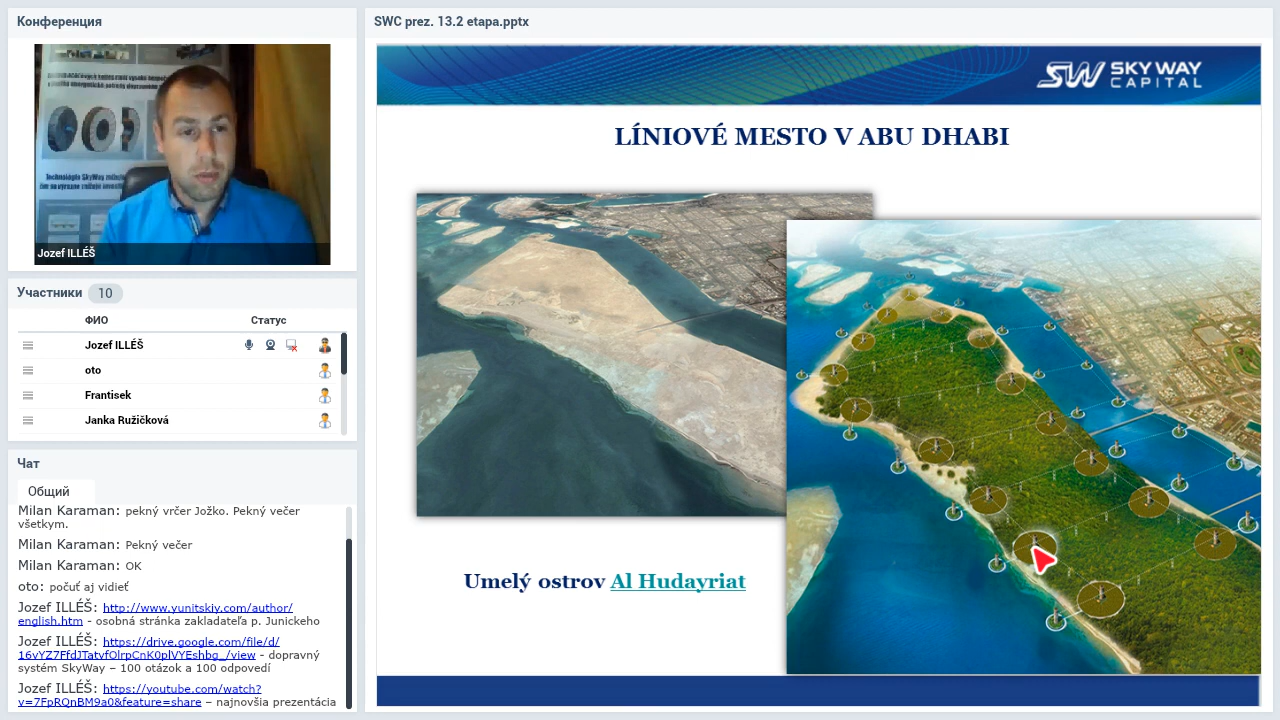 Конференция
Jozef ILLÉŠ
Участники 10
ФИО Статус
Jozef ILLÉŠ
oto
Frantisek
Janka Ružičková
Чат
Общий
Milan Karaman: pekný vrčer Jožko. Pekný večer
všetkym.
Milan Karaman: Pekný večer
Milan Karaman: OK
oto: počuť aj vidieť
Jozef ILLÉŠ: http://www.yunitskiy.com/author/
english.htm - osobná stránka zakladateľa p. Junickeho
Jozef ILLÉŠ: https://drive.google.com/file/d/
16vYZ7FfdJTatvfOlrpCnK0plVYEshbg_/view - dopravný
systém SkyWay – 100 otázok a 100 odpovedí
Jozef ILLÉŠ: https://youtube.com/watch?
v=7FpRQnBM9a0&feature=share – najnovšia prezentácia
SWC prez. 13.2 etapa.pptx
SW SKY WAY
CAPITAL
LÍNIOVÉ MESTO V ABU DHABI
Umelý ostrov Al Hudayriat